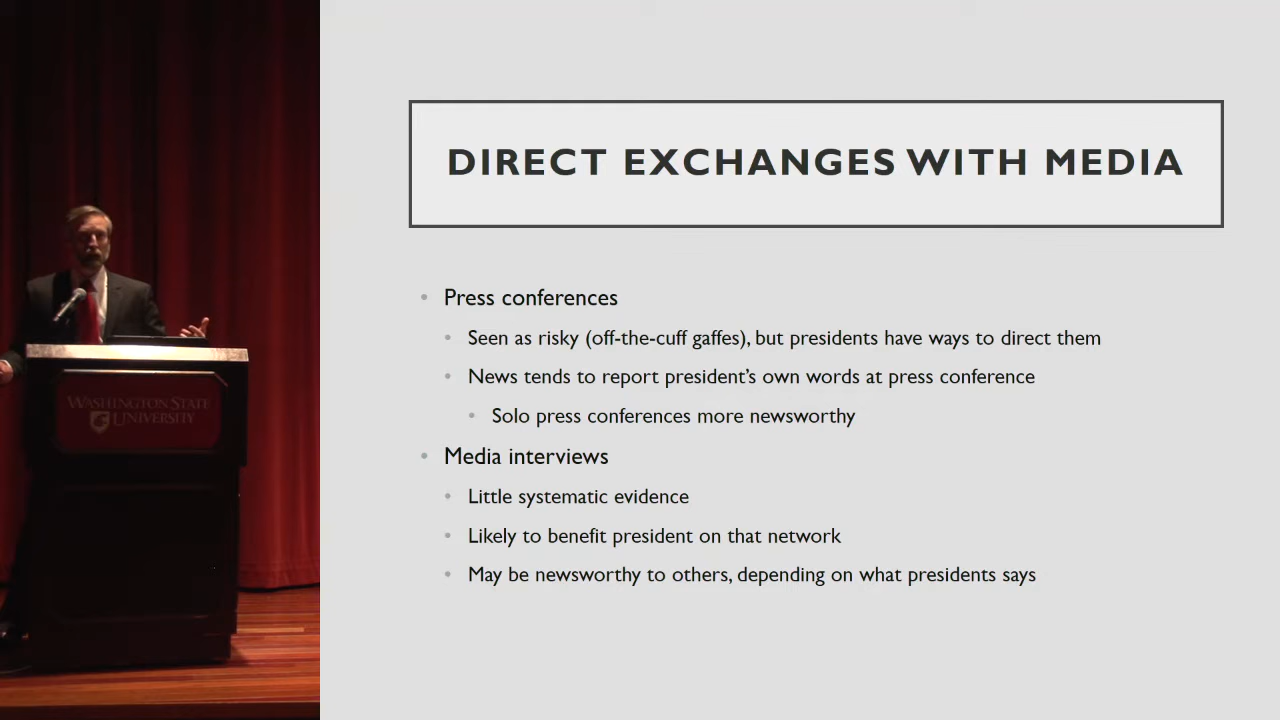 DIRECT EXCHANGES WITH MEDIA
• Press conferences
• Seen as risky (off-the-cuff gaffes), but presidents have ways to direct them
• News tends to report president's own words at press conference
• Solo press conferences more newsworthy
• Media interviews
• Little systematic evidence
• Likely to benefit president on that network
• May be newsworthy to others, depending on what presidents says
WASHINGTON STATE
UNIVERSITY